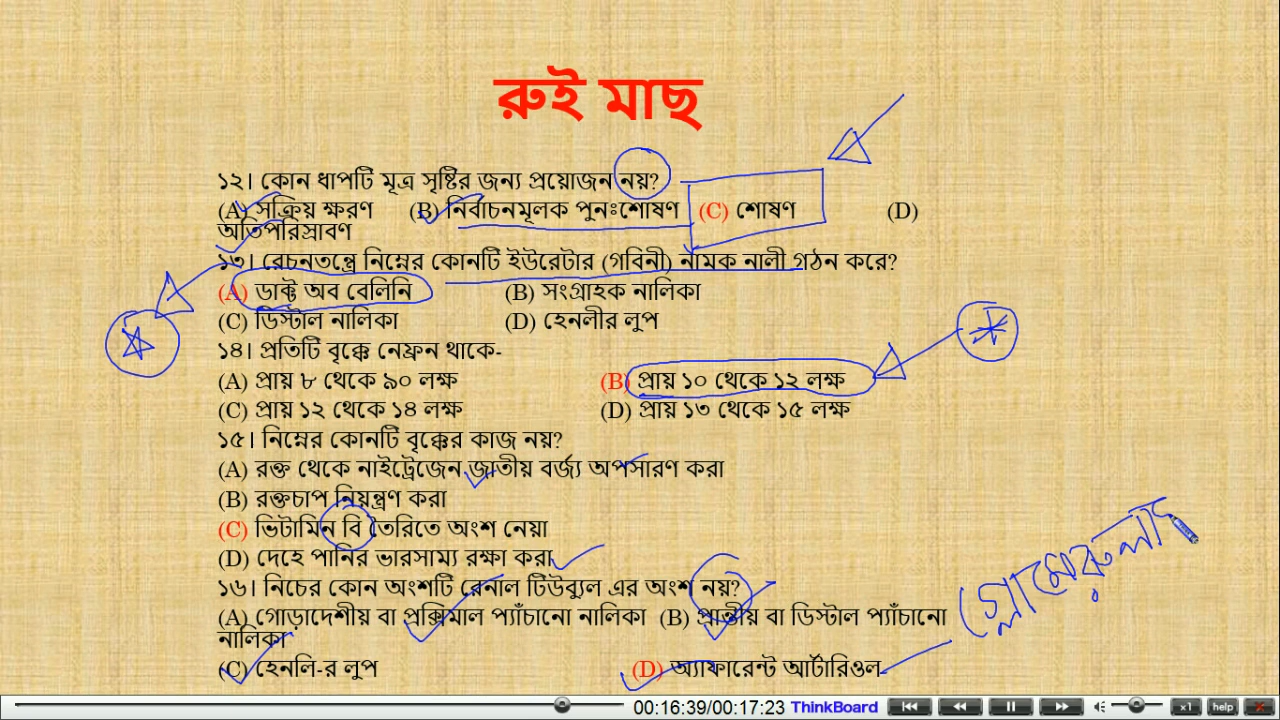 রুই মাছ
১২। কোন ধাপটি মূত্র সৃষ্টির জন্য প্রয়োজন নয়?
(A) সক্রিয় ক্ষরণ (B) নির্বাচনমূলক পুনঃশোষণ (C) শোষণ (D)
অতিপরিস্রাবণ
১৩। রেচনতন্ত্রে নিম্নের কোনটি ইউরেটার (গবিনী) নামক নালী গঠন করে?
(A) ডাক্ট অব বেলিনি (B) সংগ্রাহক নালিকা
(C) ডিস্টাল নালিকা (D) হেনলীর লুপ
১৪। প্রতিটি বৃক্কে নেফ্রন থাকে-
(A) প্রায় ৮ থেকে ৯০ লক্ষ (B) প্রায় ১০ থেকে ১২ লক্ষ
(C) প্রায় ১২ থেকে ১৪ লক্ষ (D) প্রায় ১৩ থেকে ১৫ লক্ষ
১৫। নিম্নের কোনটি বৃক্কের কাজ নয়?
(A) রক্ত থেকে নাইট্রেজেন জাতীয় বর্জ্য অপসারণ করা
(B) রক্তচাপ নিয়ন্ত্রণ করা
(C) ভিটামিন বি তৈরিতে অংশ নেয়া
(D) দেহে পানির ভারসাম্য রক্ষা করা
১৬। নিচের কোন অংশটি রেনাল টিউব্যুল এর অংশ নয়?
(A) গোড়াদেশীয় বা প্রক্সিমাল প্যাঁচানো নালিকা (B) প্রান্তীয় বা ডিস্টাল প্যাঁচানো
নালিকা
(C) হেনলি-র লুপ (D) অ্যাফারেন্ট আর্টারিওল
00:16:39/00:17:23 ThinkBoard x1 help